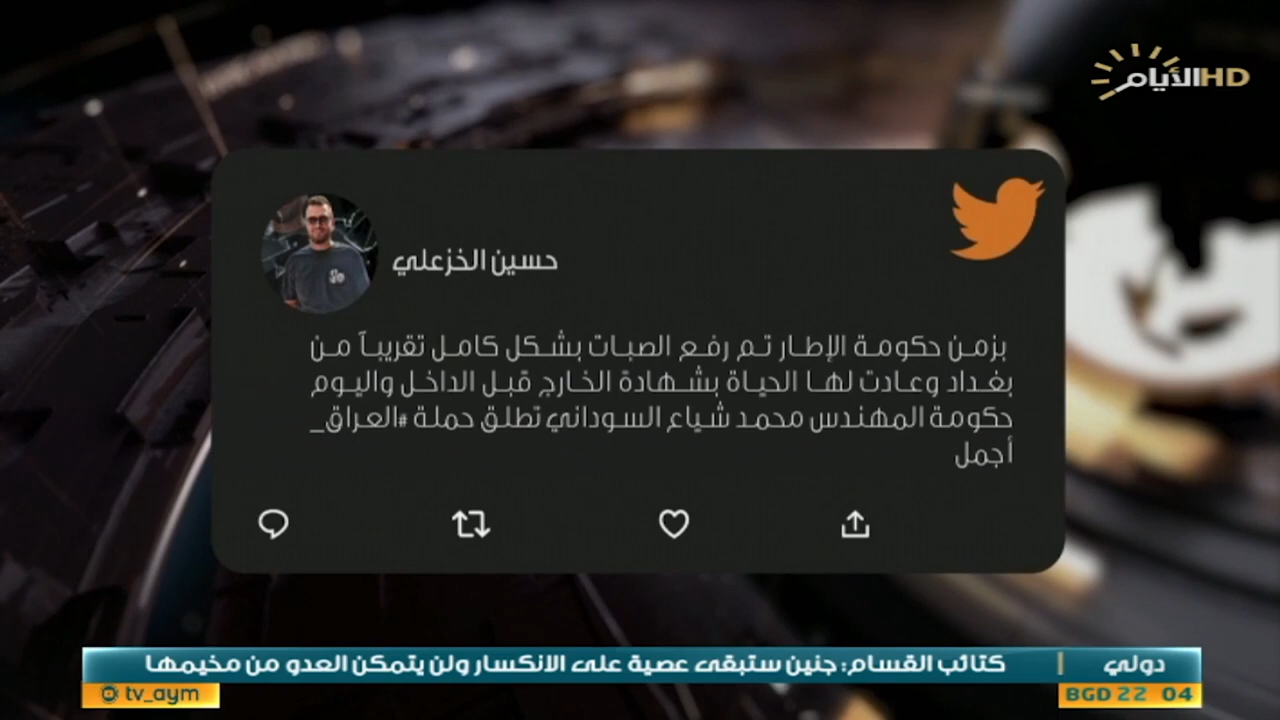 الأيام HD
حسين الخزعلي
بزمن حكومة الإطار تم رفع الصبات بشكل كامل تقريباً من
بغداد وعادت لها الحياة بشهادة الخارج قبل الداخل واليوم
حكومة المهندس محمد شياع السوداني تطلق حملة #العراق_
أجمل
دولي | كتائب القسام: جنين ستبقى عصية على الانكسار ولن يتمكن العدو من مخيمها
tv_aym
BGD 22 04